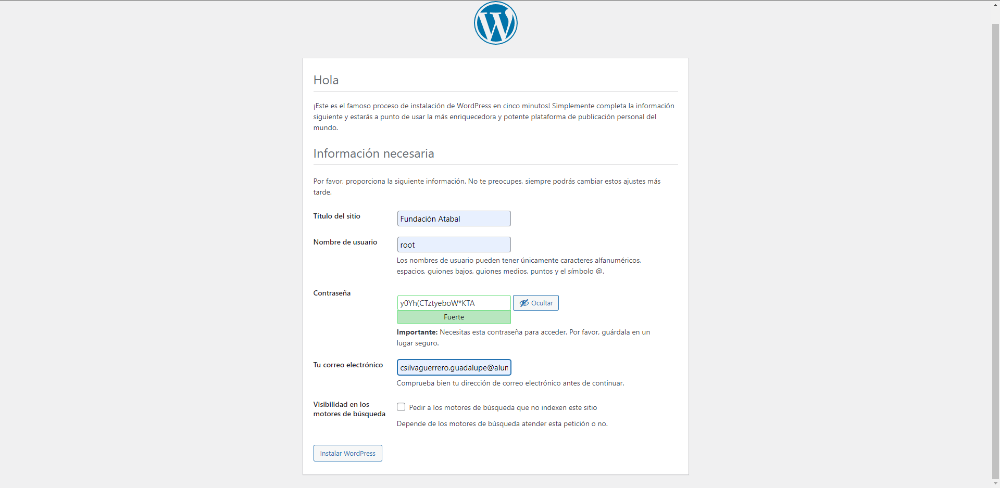 Hola
¡Este es el famoso proceso de instalación de WordPress en cinco minutos! Simplemente completa la información
siguiente y estarás a punto de usar la más enriquecedora y potente plataforma de publicación personal del
mundo.
Información necesaria
Por favor, proporciona la siguiente información. No te preocupes, siempre podrás cambiar estos ajustes más
tarde.
Título del sitio
Fundación Atabal
Nombre de usuario
root
Los nombres de usuario pueden tener únicamente caracteres alfanuméricos,
espacios, guiones bajos, guiones medios, puntos y el símbolo @.
Contraseña
y0Yh(CTztyeboW*KTA
Ocultar
Fuerte
Importante: Necesitas esta contraseña para acceder. Por favor, guárdala en un
lugar seguro.
Tu correo electrónico
csilvaguerrero.guadalupe@alun
Comprueba bien tu dirección de correo electrónico antes de continuar.
Visibilidad en los
motores de búsqueda
Pedir a los motores de búsqueda que no indexen este sitio
Depende de los motores de búsqueda atender esta petición o no.
Instalar WordPress